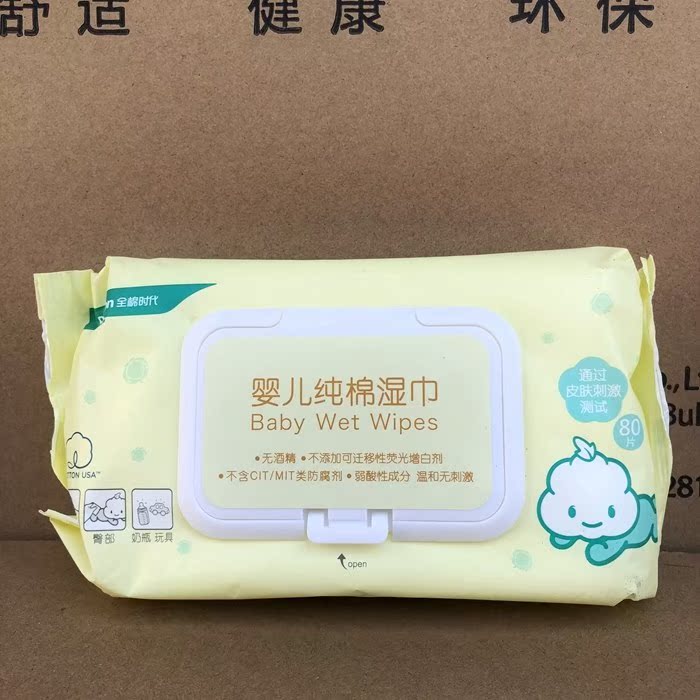 舒适 健康 环保
全棉时代
婴儿纯棉湿巾
Baby Wet Wipes
•无酒精 •不添加可迁移性荧光增白剂
•不含CIT/MIT类防腐剂 •弱酸性成分 温和无刺激
open
通过
皮肤刺激
测试
80
片
TTON USA™
臀部 奶瓶 玩具
281